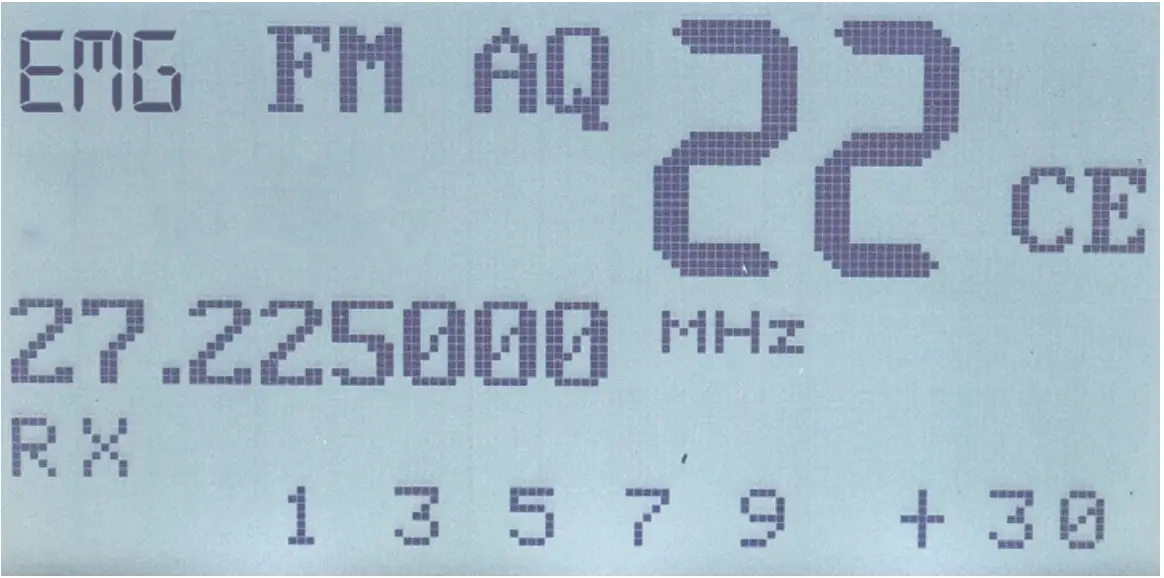 EMG FM AQ 22 CE
27.225000 MHz
RX
1 3 5 7 9 +30